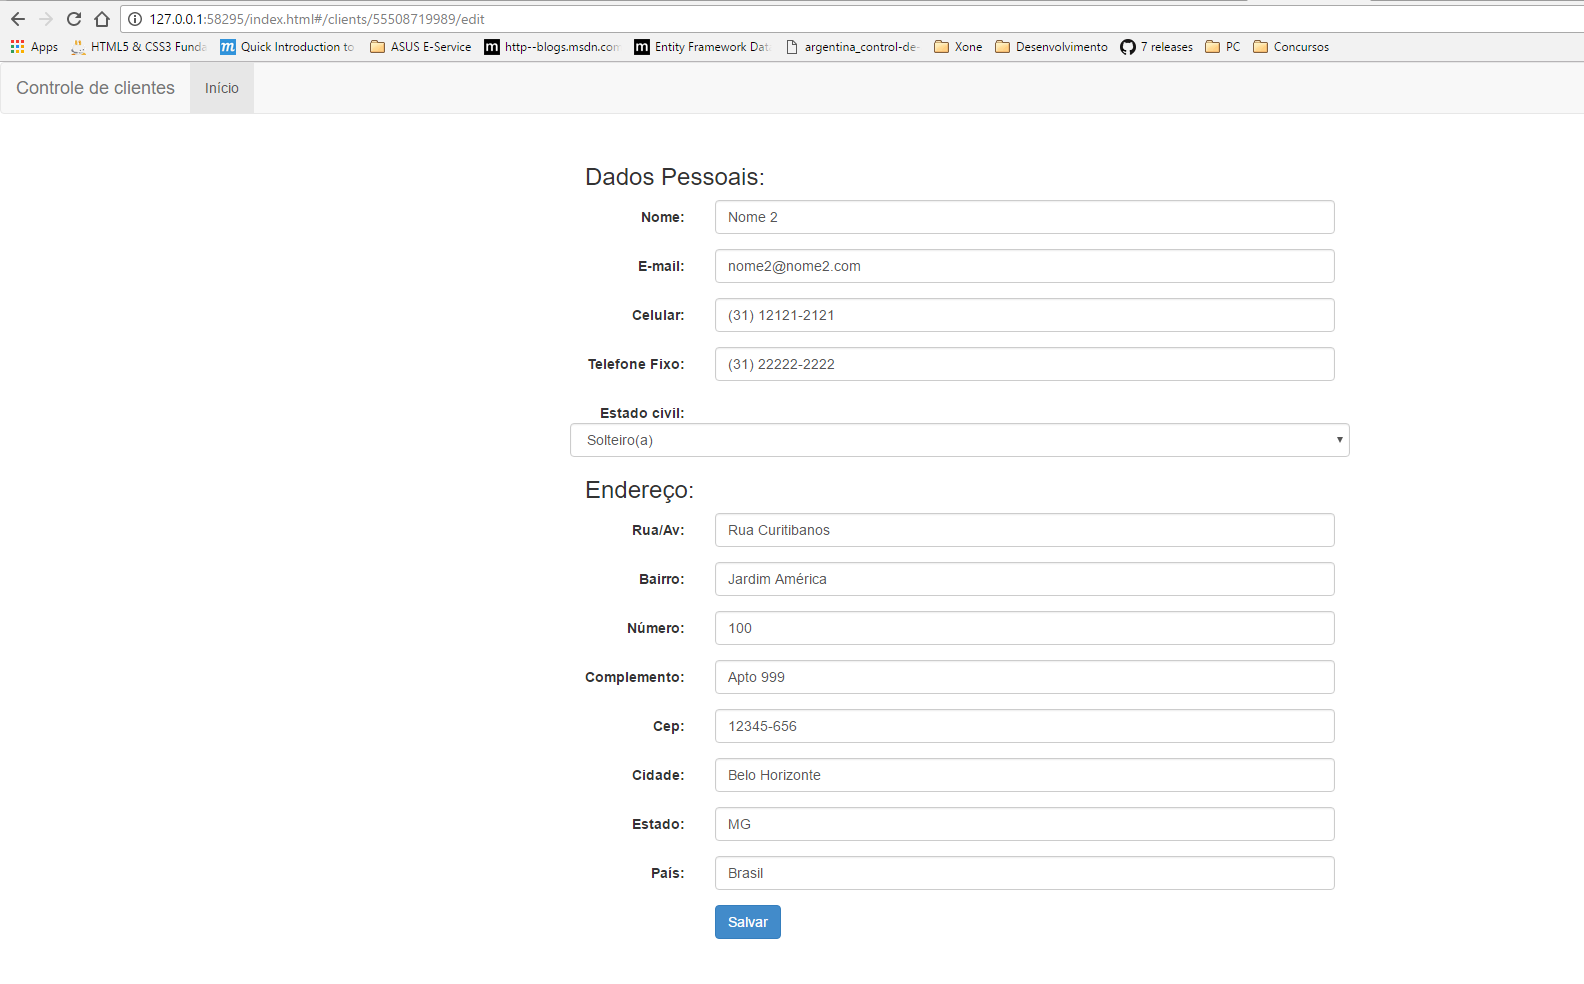 127.0.0.1:58295/index.html#/clients/55508719989/edit
Apps HTML5 & CSS3 Funda Quick Introduction to ASUS E-Service http--blogs.msdn.com Entity Framework Dat argentina_control-de- Xone Desenvolvimento 7 releases PC Concursos
Controle de clientes Início
Dados Pessoais:
Nome: Nome 2
E-mail: nome2@nome2.com
Celular: (31) 12121-2121
Telefone Fixo: (31) 22222-2222
Estado civil:
Solteiro(a)
Endereço:
Rua/Av: Rua Curitibanos
Bairro: Jardim América
Número: 100
Complemento: Apto 999
Cep: 12345-656
Cidade: Belo Horizonte
Estado: MG
País: Brasil
Salvar